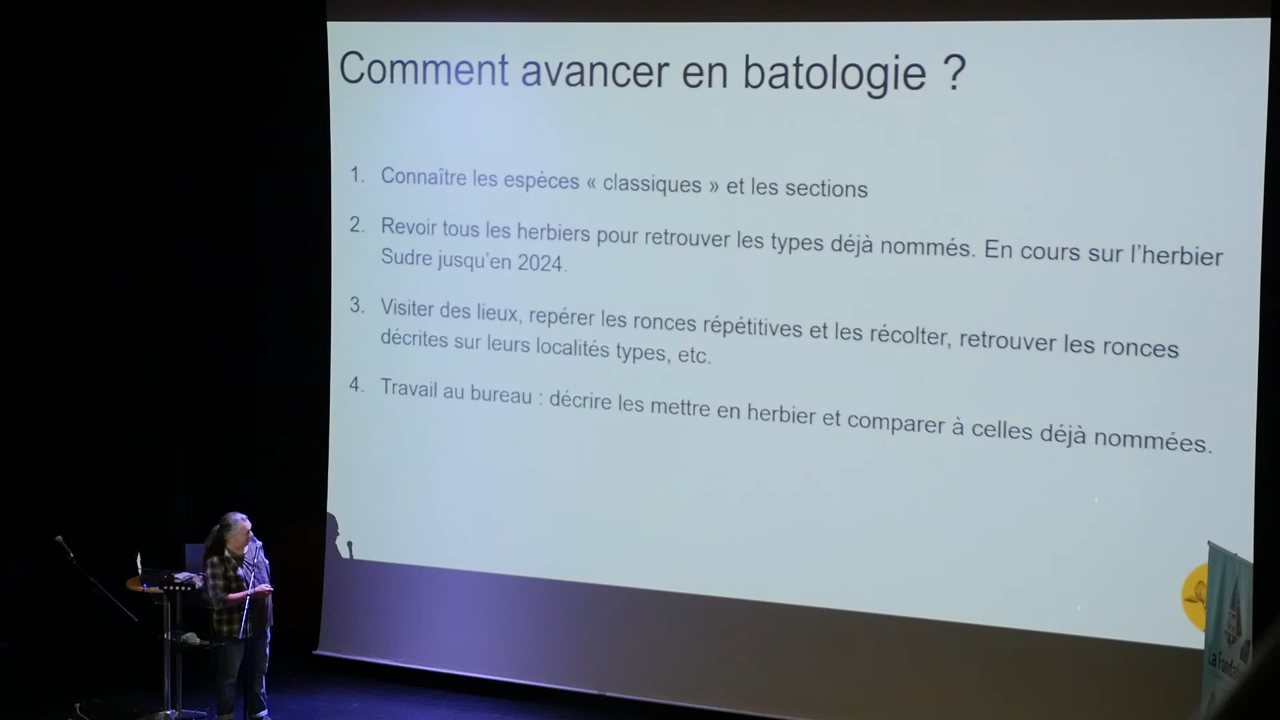 Comment avancer en batologie ?
1. Connaître les espèces « classiques » et les sections
2. Revoir tous les herbiers pour retrouver les types déjà nommés. En cours sur l'herbier
Sudre jusqu'en 2024.
3. Visiter des lieux, repérer les ronces répétitives et les récolter, retrouver les ronces
décrites sur leurs localités types, etc.
4. Travail au bureau : décrire les mettre en herbier et comparer à celles déjà nommées.
La